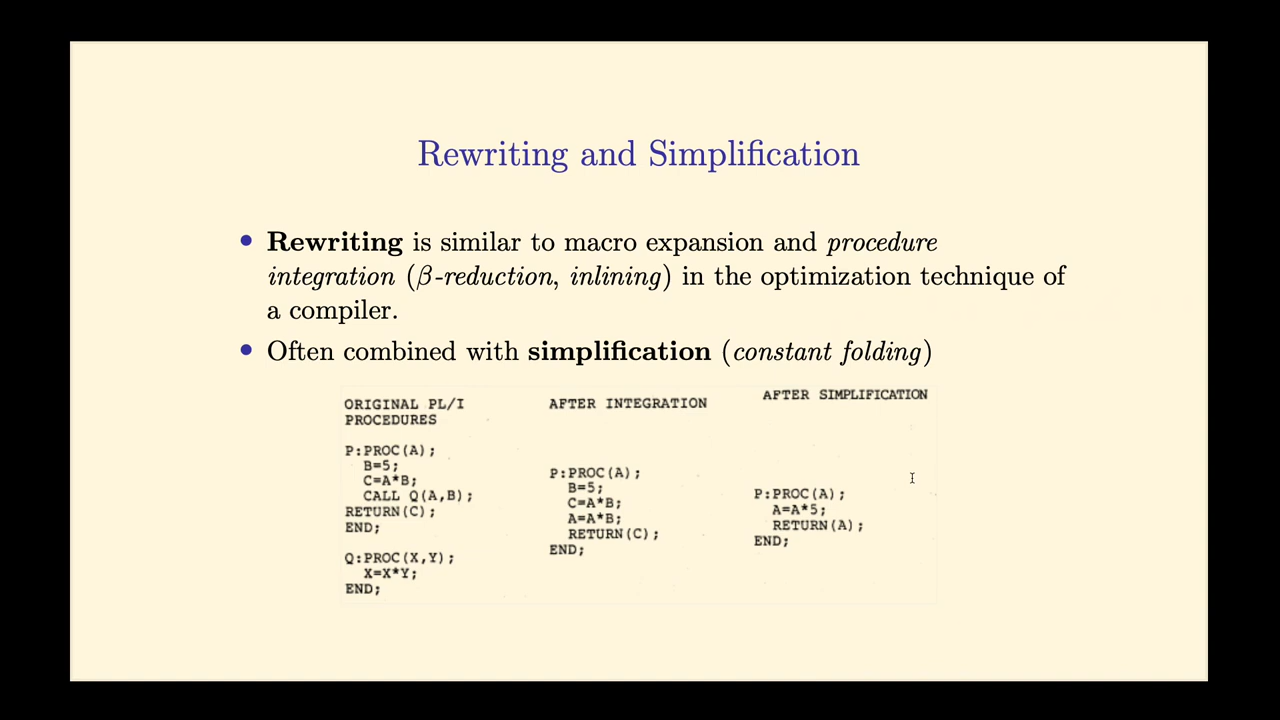 Rewriting and Simplification
• Rewriting is similar to macro expansion and procedure
integration (β-reduction, inlining) in the optimization technique of
a compiler.
• Often combined with simplification (constant folding)
ORIGINAL PL/I
PROCEDURES
P:PROC(A);
B=5;
C=A*B;
CALL Q(A,B);
RETURN(C);
END;
Q:PROC(X,Y);
X=X*Y;
END;
AFTER INTEGRATION
P:PROC(A);
B=5;
C=A*B;
A=A*B;
RETURN(C);
END;
AFTER SIMPLIFICATION
P:PROC(A);
A=A*5;
RETURN(A);
END;